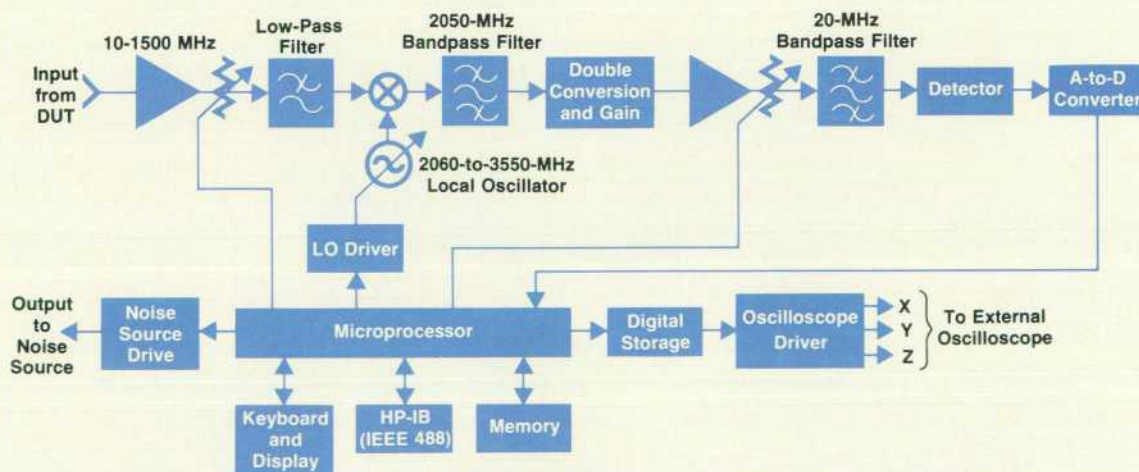 10-1500 MHz
Low-Pass
Filter
2050-MHz
Bandpass Filter
20-MHz
Bandpass Filter
Input
from
DUT
Double
Conversion
and Gain
Detector
A-to-D
Converter
2060-to-3550-MHz
Local Oscillator
LO Driver
Output
to
Noise
Source
Noise
Source
Drive
Microprocessor
Digital
Storage
Oscilloscope
Driver
X
Y
Z
To External
Oscilloscope
Keyboard
and
Display
HP-IB
(IEEE 488)
Memory